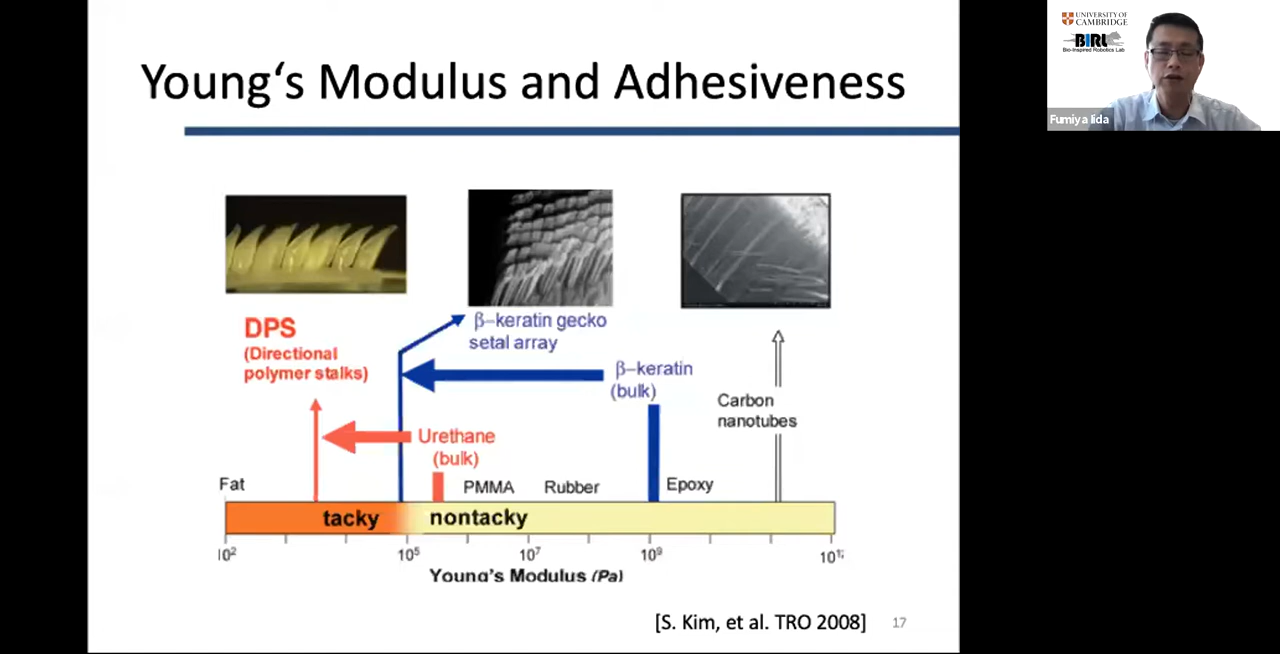 Young‘s Modulus and Adhesiveness
UNIVERSITY OF
CAMBRIDGE
BIRL
Bio-Inspired Robotics Lab
Fumiya Iida
DPS
(Directional
polymer stalks)
β–keratin gecko
setal array
β–keratin
(bulk)
Carbon
nanotubes
Urethane
(bulk)
Fat
PMMA
Rubber
Epoxy
tacky
nontacky
10²
10⁵
10⁷
10⁹
Young's Modulus (Pa)
[S. Kim, et al. TRO 2008]
17